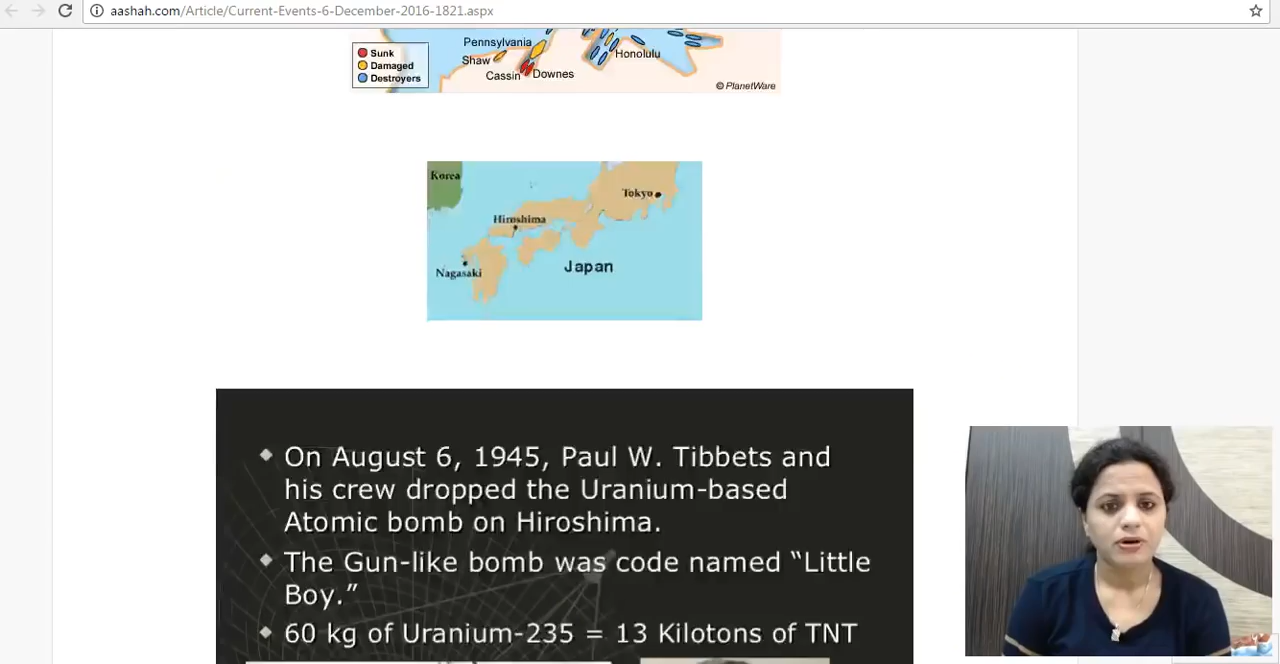 aashah.com/Article/Current-Events-6-December-2016-1821.aspx
Pennsylvania
Sunk
Honolulu
Shaw
Damaged
Cassin
Downes
Destroyers
© PlanetWare
Korea
Tokyo
Hiroshima
Nagasaki
Japan
On August 6, 1945, Paul W. Tibbets and
his crew dropped the Uranium-based
Atomic bomb on Hiroshima.
The Gun-like bomb was code named “Little
Boy.”
60 kg of Uranium-235 = 13 Kilotons of TNT